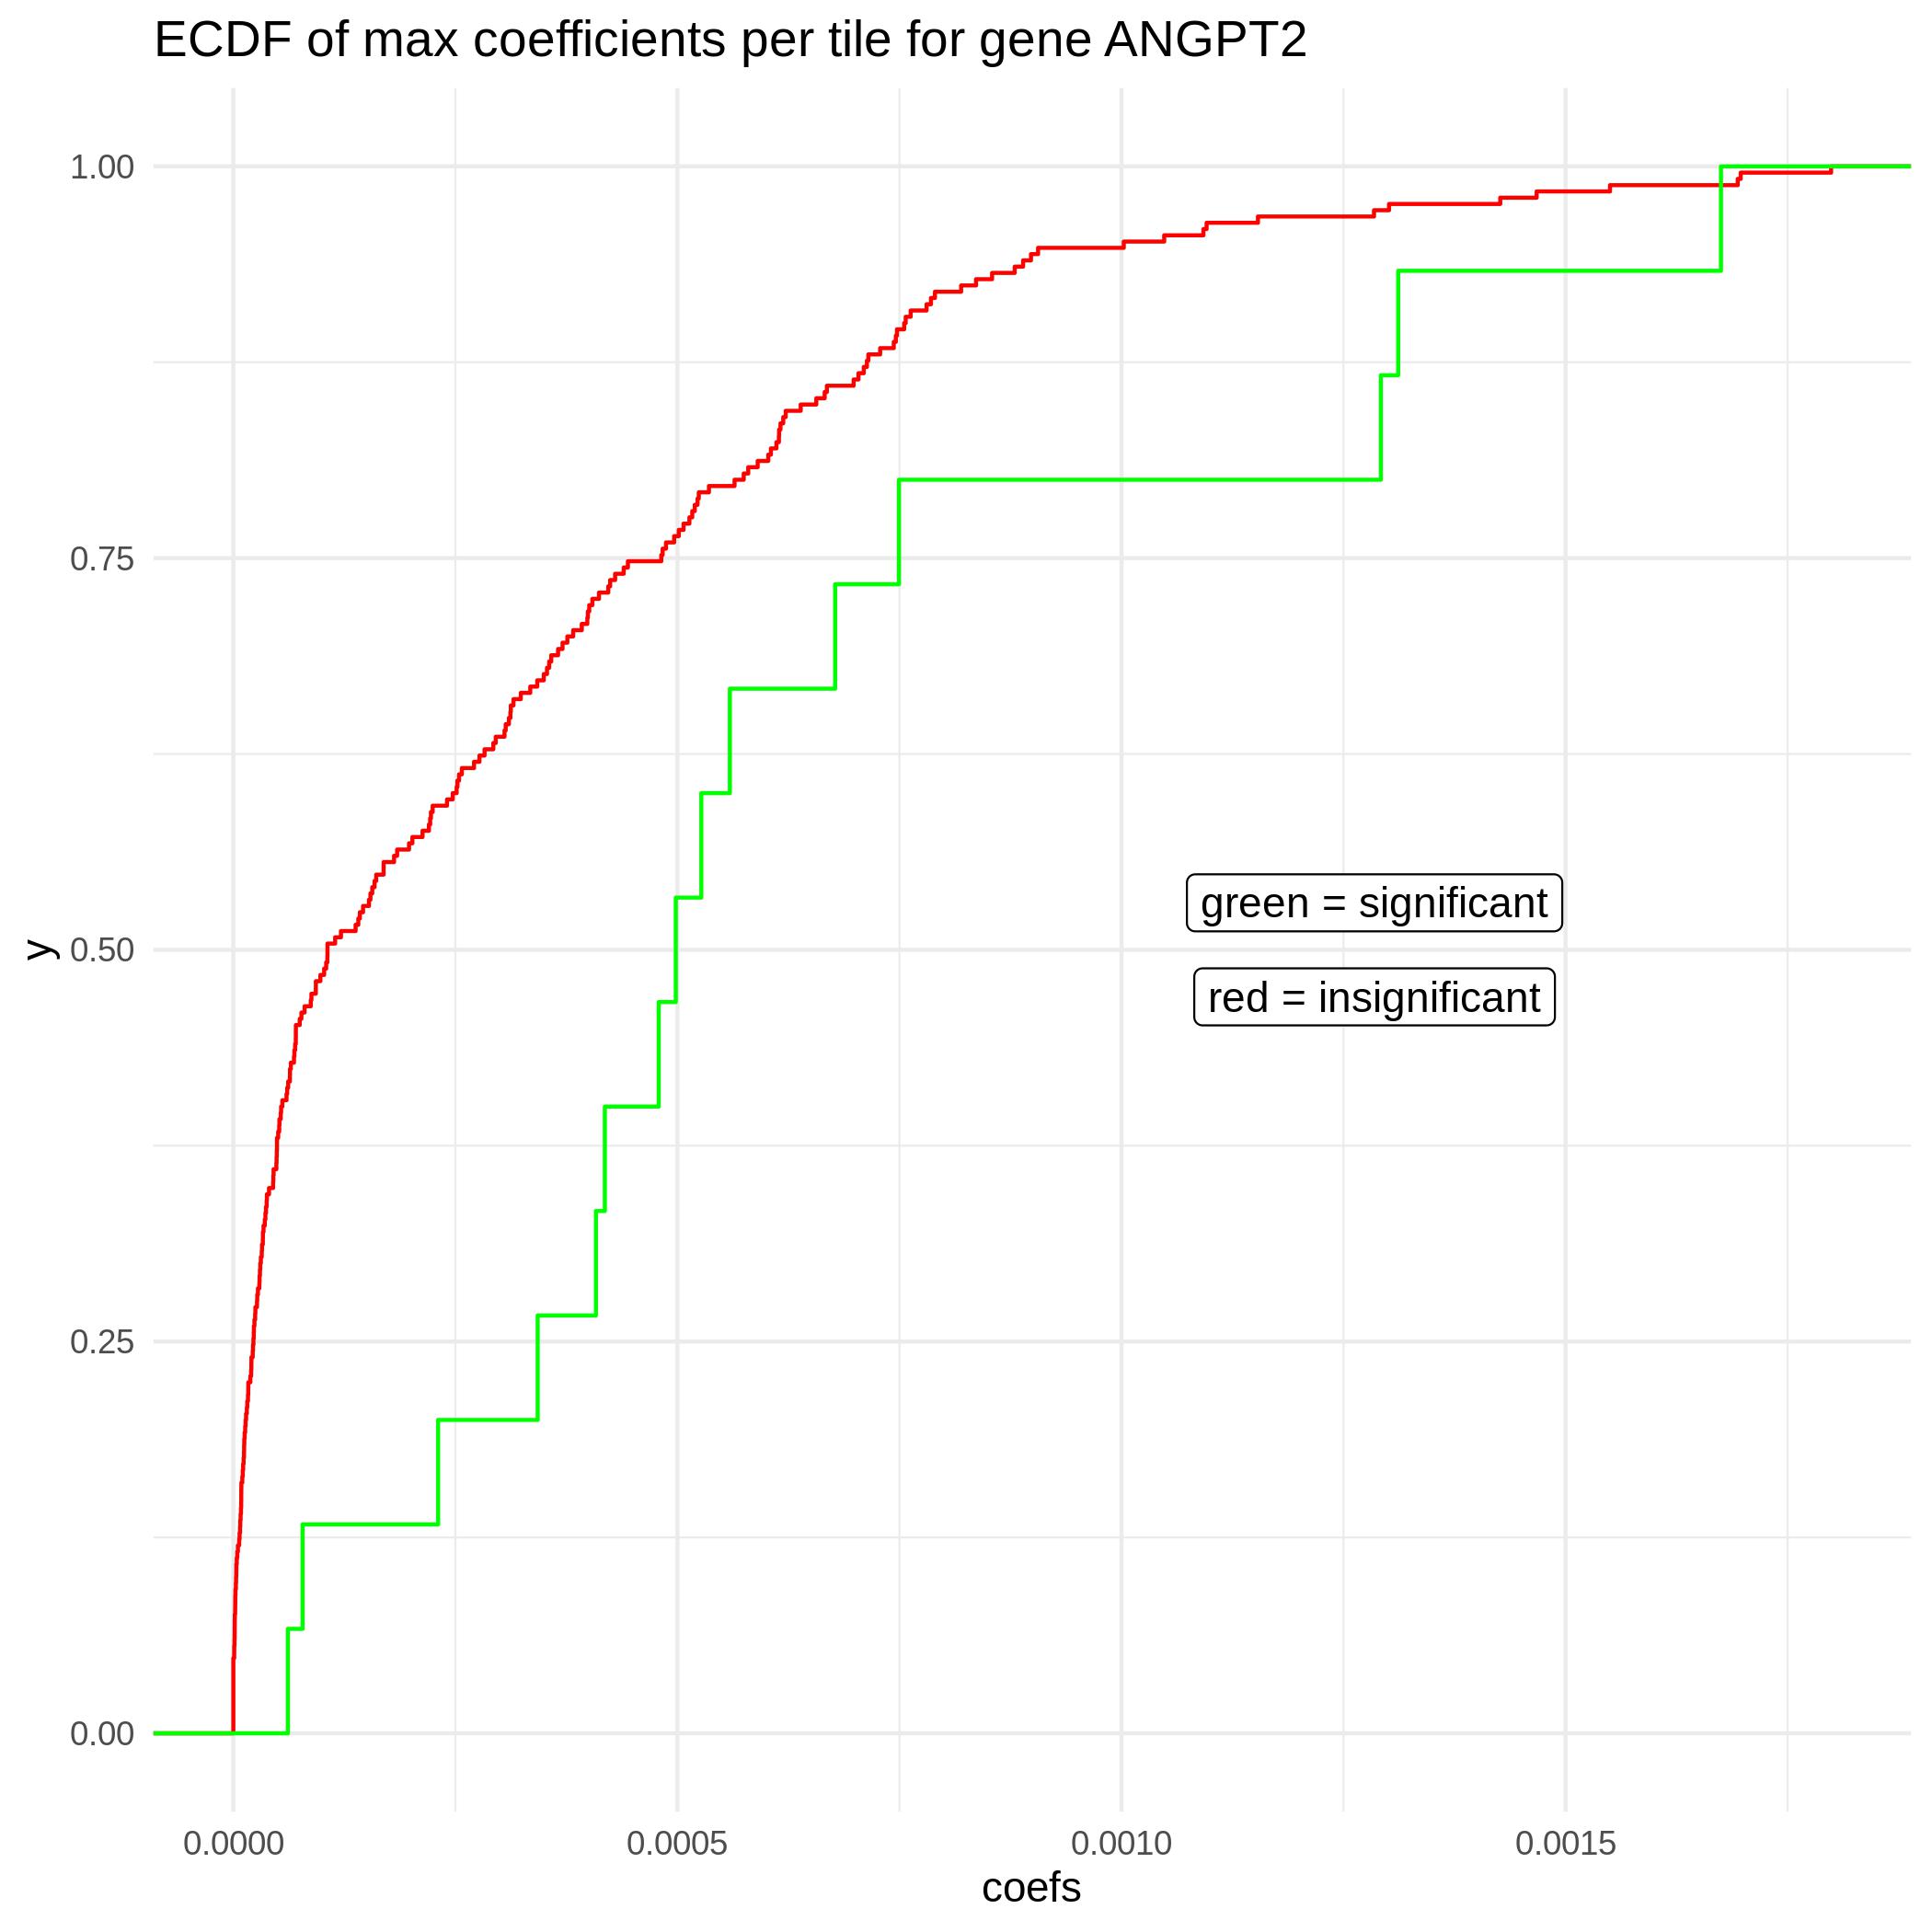 ECDF of max coefficients per tile for gene ANGPT2
1.00
0.75
0.50
0.25
0.00
y
green = significant
red = insignificant
0.0000
0.0005
0.0010
0.0015
coefs